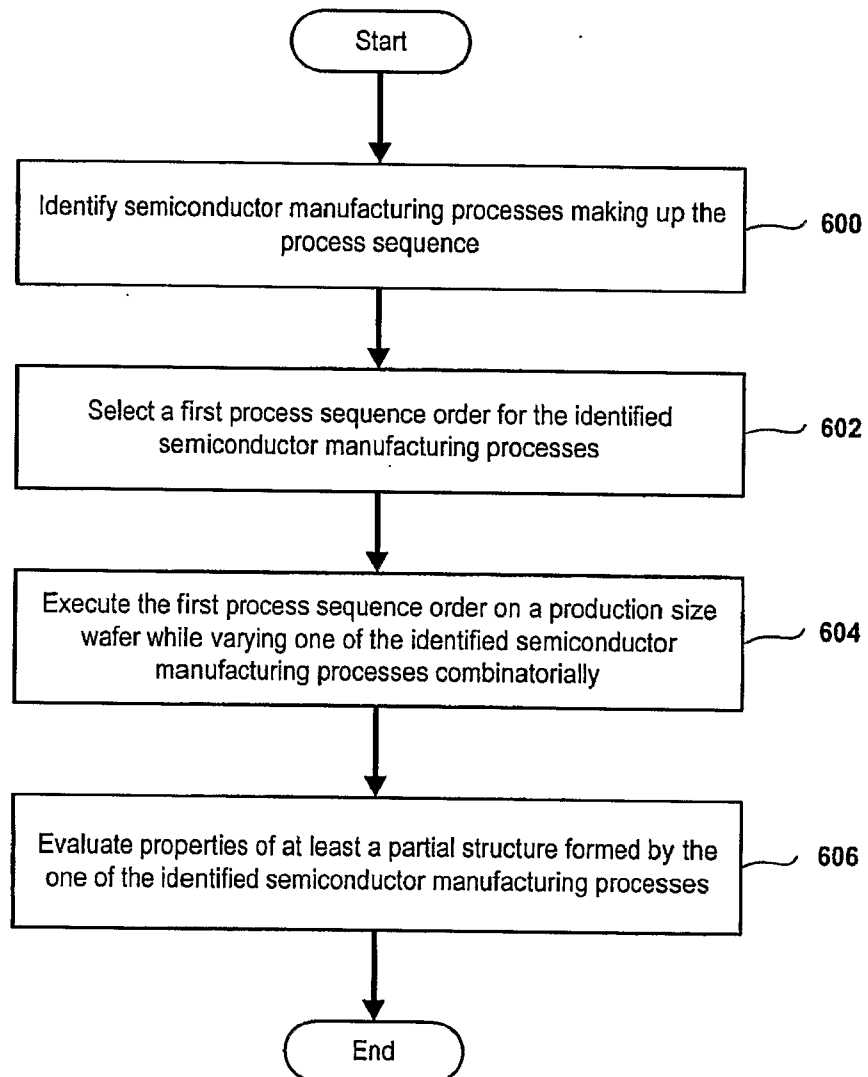 Start
Identify semiconductor manufacturing processes making up the
process sequence
600
Select a first process sequence order for the identified
semiconductor manufacturing processes
602
Execute the first process sequence order on a production size
wafer while varying one of the identified semiconductor
manufacturing processes combinatorially
604
Evaluate properties of at least a partial structure formed by the
one of the identified semiconductor manufacturing processes
606
End